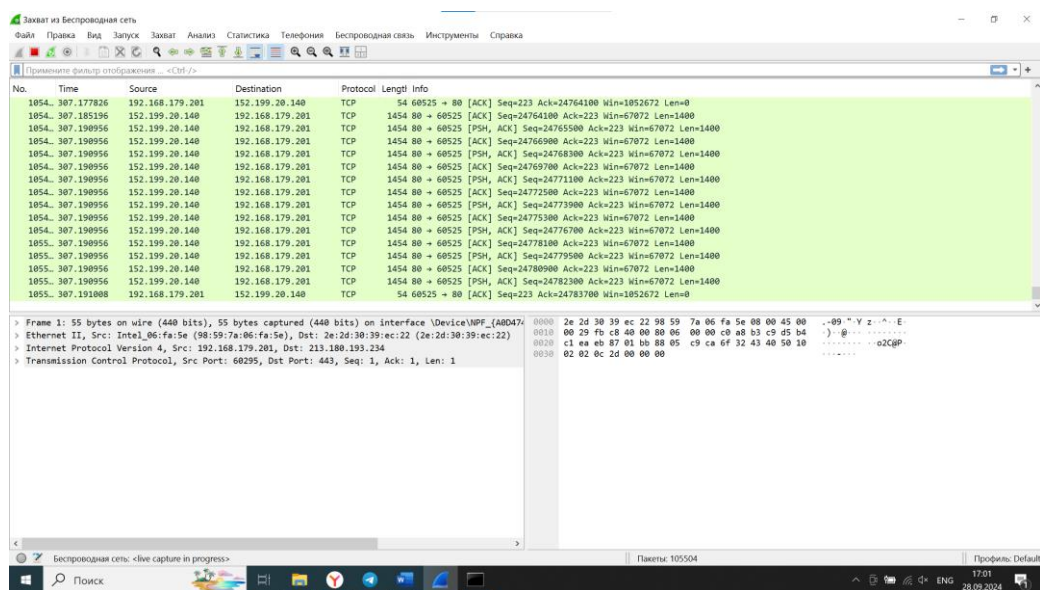 Захват из Беспроводная сеть
Файл Правка Вид Запуск Захват Анализ Статистика Телефония Беспроводная связь Инструменты Справка
Примените фильтр отображения ... <Ctrl-/>
No. Time Source Destination Protocol Lengtl Info
1054… 307.177826 192.168.179.201 152.199.20.140 TCP 54 60525 → 80 [ACK] Seq=223 Ack=24764100 Win=1052672 Len=0
1054… 307.185196 152.199.20.140 192.168.179.201 TCP 1454 80 → 60525 [ACK] Seq=24764100 Ack=223 Win=67072 Len=1400
1054… 307.190956 152.199.20.140 192.168.179.201 TCP 1454 80 → 60525 [PSH, ACK] Seq=24765500 Ack=223 Win=67072 Len=1400
1054… 307.190956 152.199.20.140 192.168.179.201 TCP 1454 80 → 60525 [ACK] Seq=24766900 Ack=223 Win=67072 Len=1400
1054… 307.190956 152.199.20.140 192.168.179.201 TCP 1454 80 → 60525 [PSH, ACK] Seq=24768300 Ack=223 Win=67072 Len=1400
1054… 307.190956 152.199.20.140 192.168.179.201 TCP 1454 80 → 60525 [ACK] Seq=24769700 Ack=223 Win=67072 Len=1400
1054… 307.190956 152.199.20.140 192.168.179.201 TCP 1454 80 → 60525 [PSH, ACK] Seq=24771100 Ack=223 Win=67072 Len=1400
1054… 307.190956 152.199.20.140 192.168.179.201 TCP 1454 80 → 60525 [ACK] Seq=24772500 Ack=223 Win=67072 Len=1400
1054… 307.190956 152.199.20.140 192.168.179.201 TCP 1454 80 → 60525 [PSH, ACK] Seq=24773900 Ack=223 Win=67072 Len=1400
1054… 307.190956 152.199.20.140 192.168.179.201 TCP 1454 80 → 60525 [ACK] Seq=24775300 Ack=223 Win=67072 Len=1400
1054… 307.190956 152.199.20.140 192.168.179.201 TCP 1454 80 → 60525 [PSH, ACK] Seq=24776700 Ack=223 Win=67072 Len=1400
1055… 307.190956 152.199.20.140 192.168.179.201 TCP 1454 80 → 60525 [ACK] Seq=24778100 Ack=223 Win=67072 Len=1400
1055… 307.190956 152.199.20.140 192.168.179.201 TCP 1454 80 → 60525 [PSH, ACK] Seq=24779500 Ack=223 Win=67072 Len=1400
1055… 307.190956 152.199.20.140 192.168.179.201 TCP 1454 80 → 60525 [ACK] Seq=24780900 Ack=223 Win=67072 Len=1400
1055… 307.190956 152.199.20.140 192.168.179.201 TCP 1454 80 → 60525 [PSH, ACK] Seq=24782300 Ack=223 Win=67072 Len=1400
1055… 307.191008 192.168.179.201 152.199.20.140 TCP 54 60525 → 80 [ACK] Seq=223 Ack=24783700 Win=1052672 Len=0
Frame 1: 55 bytes on wire (440 bits), 55 bytes captured (440 bits) on interface \Device\NPF_{A0D474
Ethernet II, Src: Intel_06:fa:5e (98:59:7a:06:fa:5e), Dst: 2e:2d:30:39:ec:22 (2e:2d:30:39:ec:22)
Internet Protocol Version 4, Src: 192.168.179.201, Dst: 213.180.193.234
Transmission Control Protocol, Src Port: 60295, Dst Port: 443, Seq: 1, Ack: 1, Len: 1
0000 2e 2d 30 39 ec 22 98 59 7a 06 fa 5e 08 00 45 00 .-09·"·Y z··^··E·
0010 00 29 fb c8 40 00 80 06 00 00 c0 a8 b3 c9 d5 b4 ·)··@··· ········
0020 c1 ea eb 87 01 bb 88 05 c9 ca 6f 32 43 40 50 10 ········ ··o2C@P·
0030 02 02 0c 2d 00 00 00 ···-···
Беспроводная сеть: <live capture in progress> Пакеты: 105504 Профиль: Default
Поиск ENG 17:01
28.09.2024